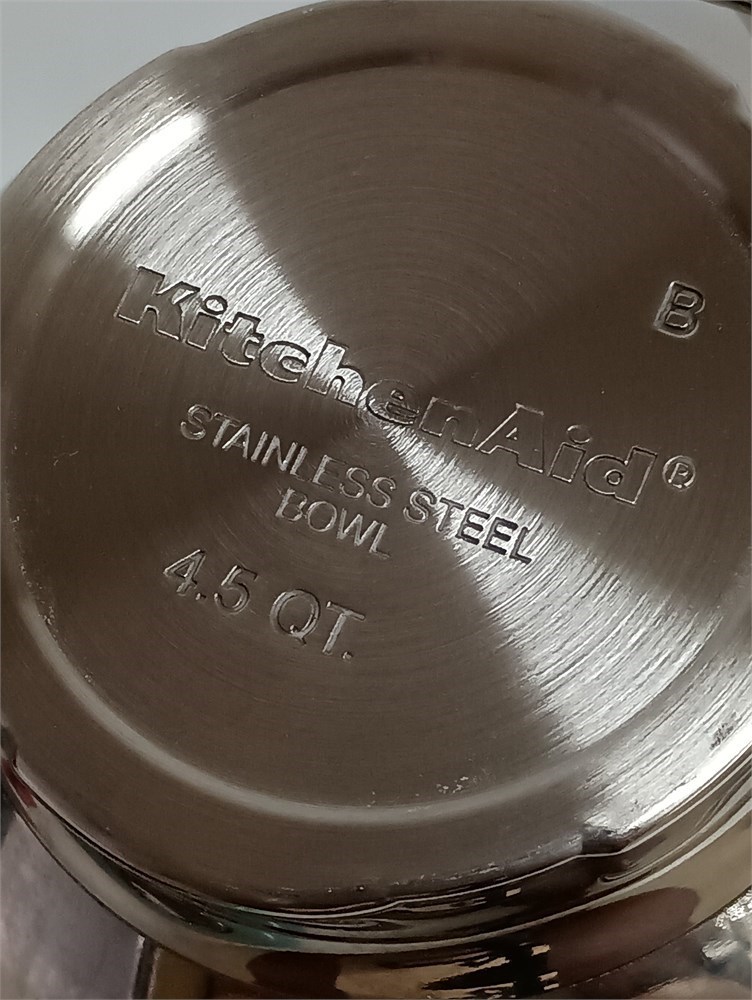 B
KitchenAid®
STAINLESS STEEL
BOWL
4.5 QT.